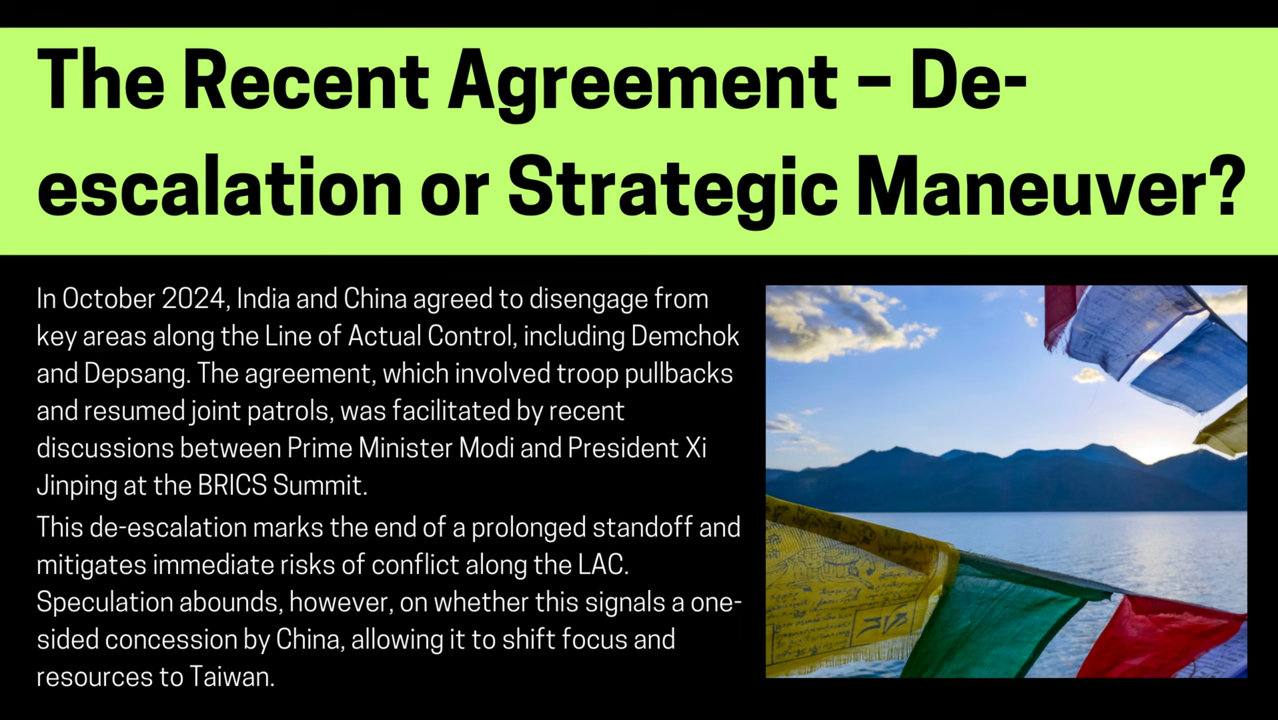 The Recent Agreement – De-
escalation or Strategic Maneuver?
In October 2024, India and China agreed to disengage from
key areas along the Line of Actual Control, including Demchok
and Depsang. The agreement, which involved troop pullbacks
and resumed joint patrols, was facilitated by recent
discussions between Prime Minister Modi and President Xi
Jinping at the BRICS Summit.
This de-escalation marks the end of a prolonged standoff and
mitigates immediate risks of conflict along the LAC.
Speculation abounds, however, on whether this signals a one-
sided concession by China, allowing it to shift focus and
resources to Taiwan.